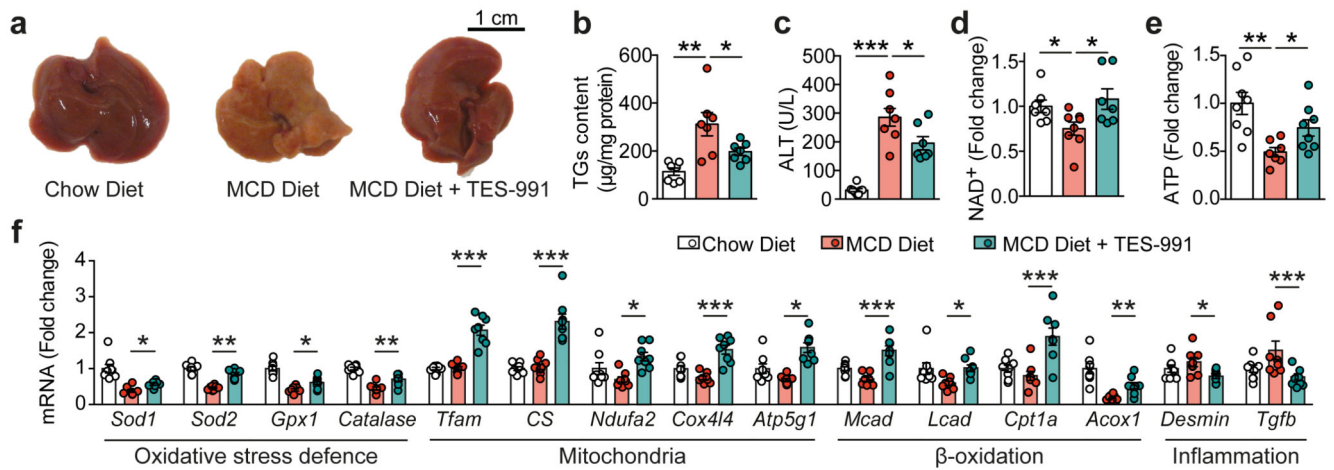 a
1 cm
Chow Diet
MCD Diet
MCD Diet + TES-991
b
TGs content
(µg/mg protein)
600
400
200
0
** *
c
ALT (U/L)
500
400
300
200
100
0
*** *
d
NAD+ (Fold change)
1.5
1.0
0.5
0.0
* *
e
ATP (Fold change)
1.5
1.0
0.5
0.0
** *
f
Chow Diet MCD Diet MCD Diet + TES-991
mRNA (Fold change)
4
3
2
1
0
* ** * ** *** *** * *** * *** * *** ** * ***
Sod1 Sod2 Gpx1 Catalase Tfam CS Ndufa2 Cox4l4 Atp5g1 Mcad Lcad Cpt1a Acox1 Desmin Tgfb
Oxidative stress defence Mitochondria β-oxidation Inflammation